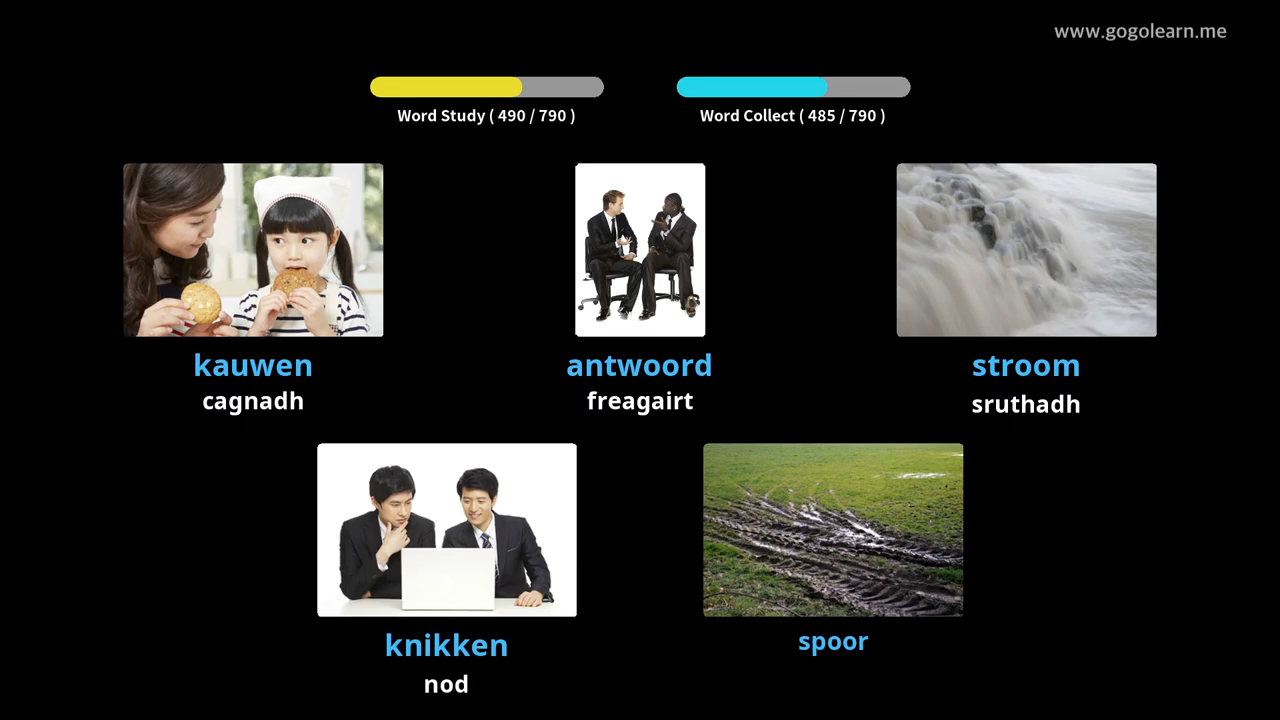 www.gogolearn.me
Word Study ( 490 / 790 )
Word Collect ( 485 / 790 )
kauwen
cagnadh
antwoord
freagairt
stroom
sruthadh
knikken
nod
spoor